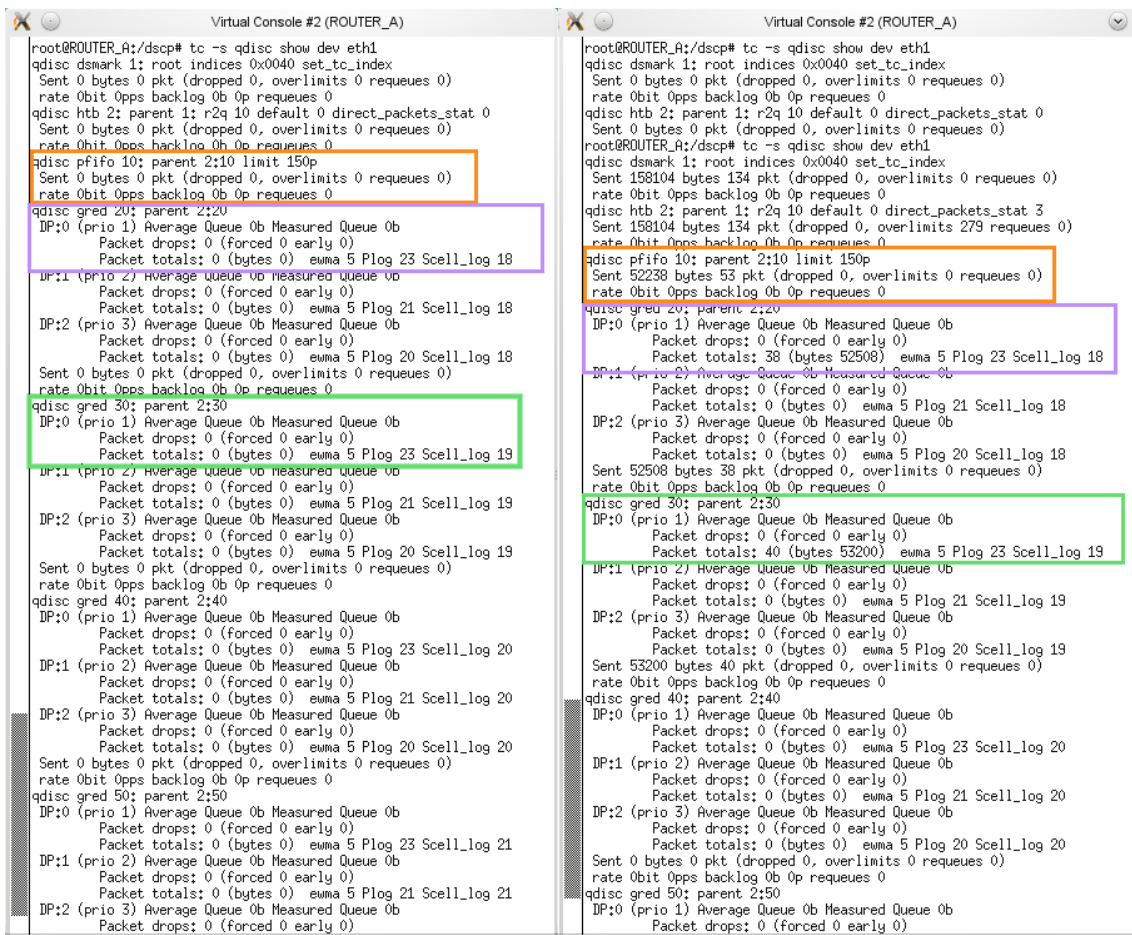 Virtual Console #2 (ROUTER_A)
root@ROUTER_A:/dscp# tc -s qdisc show dev eth1
qdisc dsmark 1: root indices 0x0040 set_tc_index
Sent 0 bytes 0 pkt (dropped 0, overlimits 0 requeues 0)
rate 0bit 0pps backlog 0b 0p requeues 0
qdisc htb 2: parent 1: r2q 10 default 0 direct_packets_stat 0
Sent 0 bytes 0 pkt (dropped 0, overlimits 0 requeues 0)
rate 0bit 0pps backlog 0b 0p requeues 0
qdisc pfifo 10: parent 2:10 limit 150p
Sent 0 bytes 0 pkt (dropped 0, overlimits 0 requeues 0)
rate 0bit 0pps backlog 0b 0p requeues 0
qdisc gred 20: parent 2:20
DP:0 (prio 1) Average Queue 0b Measured Queue 0b
Packet drops: 0 (forced 0 early 0)
Packet totals: 0 (bytes 0) ewma 5 Plog 23 Scell_log 18
DP:1 (prio 2) Average Queue 0b Measured Queue 0b
Packet drops: 0 (forced 0 early 0)
Packet totals: 0 (bytes 0) ewma 5 Plog 21 Scell_log 18
DP:2 (prio 3) Average Queue 0b Measured Queue 0b
Packet drops: 0 (forced 0 early 0)
Packet totals: 0 (bytes 0) ewma 5 Plog 20 Scell_log 18
Sent 0 bytes 0 pkt (dropped 0, overlimits 0 requeues 0)
rate 0bit 0pps backlog 0b 0p requeues 0
qdisc gred 30: parent 2:30
DP:0 (prio 1) Average Queue 0b Measured Queue 0b
Packet drops: 0 (forced 0 early 0)
Packet totals: 0 (bytes 0) ewma 5 Plog 23 Scell_log 19
DP:1 (prio 2) Average Queue 0b Measured Queue 0b
Packet drops: 0 (forced 0 early 0)
Packet totals: 0 (bytes 0) ewma 5 Plog 21 Scell_log 19
DP:2 (prio 3) Average Queue 0b Measured Queue 0b
Packet drops: 0 (forced 0 early 0)
Packet totals: 0 (bytes 0) ewma 5 Plog 20 Scell_log 19
Sent 0 bytes 0 pkt (dropped 0, overlimits 0 requeues 0)
rate 0bit 0pps backlog 0b 0p requeues 0
qdisc gred 40: parent 2:40
DP:0 (prio 1) Average Queue 0b Measured Queue 0b
Packet drops: 0 (forced 0 early 0)
Packet totals: 0 (bytes 0) ewma 5 Plog 23 Scell_log 20
DP:1 (prio 2) Average Queue 0b Measured Queue 0b
Packet drops: 0 (forced 0 early 0)
Packet totals: 0 (bytes 0) ewma 5 Plog 21 Scell_log 20
DP:2 (prio 3) Average Queue 0b Measured Queue 0b
Packet drops: 0 (forced 0 early 0)
Packet totals: 0 (bytes 0) ewma 5 Plog 20 Scell_log 20
Sent 0 bytes 0 pkt (dropped 0, overlimits 0 requeues 0)
rate 0bit 0pps backlog 0b 0p requeues 0
qdisc gred 50: parent 2:50
DP:0 (prio 1) Average Queue 0b Measured Queue 0b
Packet drops: 0 (forced 0 early 0)
Packet totals: 0 (bytes 0) ewma 5 Plog 23 Scell_log 21
DP:1 (prio 2) Average Queue 0b Measured Queue 0b
Packet drops: 0 (forced 0 early 0)
Packet totals: 0 (bytes 0) ewma 5 Plog 21 Scell_log 21
DP:2 (prio 3) Average Queue 0b Measured Queue 0b
Packet drops: 0 (forced 0 early 0)
Virtual Console #2 (ROUTER_A)
root@ROUTER_A:/dscp# tc -s qdisc show dev eth1
qdisc dsmark 1: root indices 0x0040 set_tc_index
Sent 0 bytes 0 pkt (dropped 0, overlimits 0 requeues 0)
rate 0bit 0pps backlog 0b 0p requeues 0
qdisc htb 2: parent 1: r2q 10 default 0 direct_packets_stat 0
Sent 0 bytes 0 pkt (dropped 0, overlimits 0 requeues 0)
root@ROUTER_A:/dscp# tc -s qdisc show dev eth1
qdisc dsmark 1: root indices 0x0040 set_tc_index
Sent 158104 bytes 134 pkt (dropped 0, overlimits 0 requeues 0)
rate 0bit 0pps backlog 0b 0p requeues 0
qdisc htb 2: parent 1: r2q 10 default 0 direct_packets_stat 3
Sent 158104 bytes 134 pkt (dropped 0, overlimits 279 requeues 0)
rate 0bit 0pps backlog 0b 0p requeues 0
qdisc pfifo 10: parent 2:10 limit 150p
Sent 52238 bytes 53 pkt (dropped 0, overlimits 0 requeues 0)
rate 0bit 0pps backlog 0b 0p requeues 0
qdisc gred 20: parent 2:20
DP:0 (prio 1) Average Queue 0b Measured Queue 0b
Packet drops: 0 (forced 0 early 0)
Packet totals: 38 (bytes 52508) ewma 5 Plog 23 Scell_log 18
DP:1 (prio 2) Average Queue 0b Measured Queue 0b
Packet drops: 0 (forced 0 early 0)
Packet totals: 0 (bytes 0) ewma 5 Plog 21 Scell_log 18
DP:2 (prio 3) Average Queue 0b Measured Queue 0b
Packet drops: 0 (forced 0 early 0)
Packet totals: 0 (bytes 0) ewma 5 Plog 20 Scell_log 18
Sent 52508 bytes 38 pkt (dropped 0, overlimits 0 requeues 0)
rate 0bit 0pps backlog 0b 0p requeues 0
qdisc gred 30: parent 2:30
DP:0 (prio 1) Average Queue 0b Measured Queue 0b
Packet drops: 0 (forced 0 early 0)
Packet totals: 40 (bytes 53200) ewma 5 Plog 23 Scell_log 19
DP:1 (prio 2) Average Queue 0b Measured Queue 0b
Packet drops: 0 (forced 0 early 0)
Packet totals: 0 (bytes 0) ewma 5 Plog 21 Scell_log 19
DP:2 (prio 3) Average Queue 0b Measured Queue 0b
Packet drops: 0 (forced 0 early 0)
Packet totals: 0 (bytes 0) ewma 5 Plog 20 Scell_log 19
Sent 53200 bytes 40 pkt (dropped 0, overlimits 0 requeues 0)
rate 0bit 0pps backlog 0b 0p requeues 0
qdisc gred 40: parent 2:40
DP:0 (prio 1) Average Queue 0b Measured Queue 0b
Packet drops: 0 (forced 0 early 0)
Packet totals: 0 (bytes 0) ewma 5 Plog 23 Scell_log 20
DP:1 (prio 2) Average Queue 0b Measured Queue 0b
Packet drops: 0 (forced 0 early 0)
Packet totals: 0 (bytes 0) ewma 5 Plog 21 Scell_log 20
DP:2 (prio 3) Average Queue 0b Measured Queue 0b
Packet drops: 0 (forced 0 early 0)
Packet totals: 0 (bytes 0) ewma 5 Plog 20 Scell_log 20
Sent 0 bytes 0 pkt (dropped 0, overlimits 0 requeues 0)
rate 0bit 0pps backlog 0b 0p requeues 0
qdisc gred 50: parent 2:50
DP:0 (prio 1) Average Queue 0b Measured Queue 0b
Packet drops: 0 (forced 0 early 0)